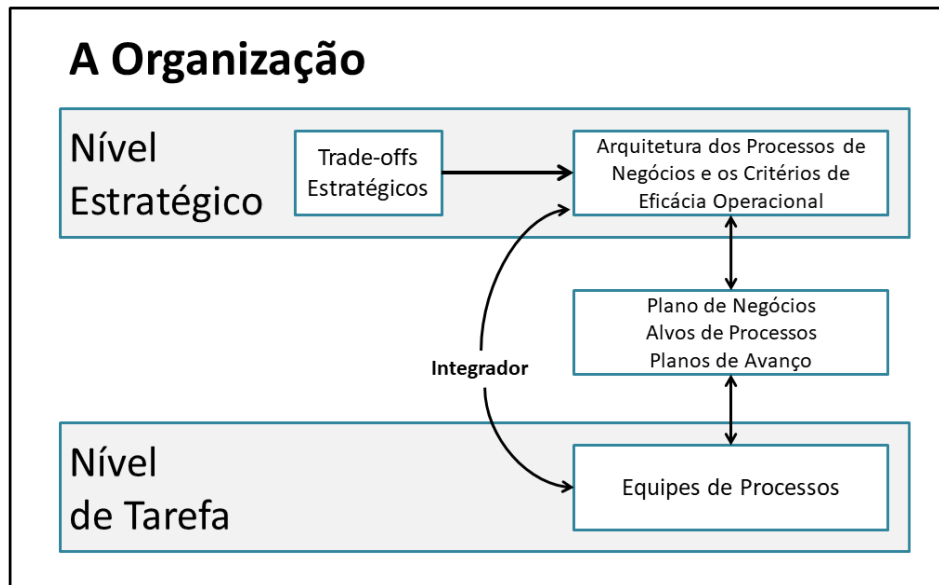 A Organização
Nível
Estratégico
Trade-offs
Estratégicos
Arquitetura dos Processos de
Negócios e os Critérios de
Eficácia Operacional
Plano de Negócios
Alvos de Processos
Planos de Avanço
Integrador
Nível
de Tarefa
Equipes de Processos